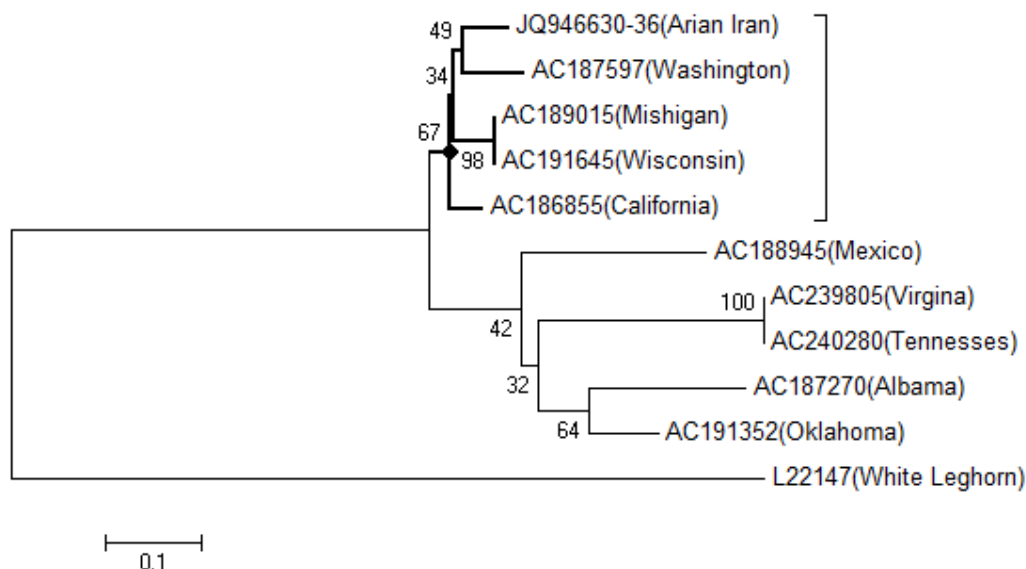 JQ946630-36(Arian Iran)
49
AC187597(Washington)
34
AC189015(Mishigan)
67
98
AC191645(Wisconsin)
AC186855(California)
AC188945(Mexico)
AC239805(Virgina)
100
42
AC240280(Tennesses)
AC187270(Albama)
32
64
AC191352(Oklahoma)
L22147(White Leghorn)
0.1